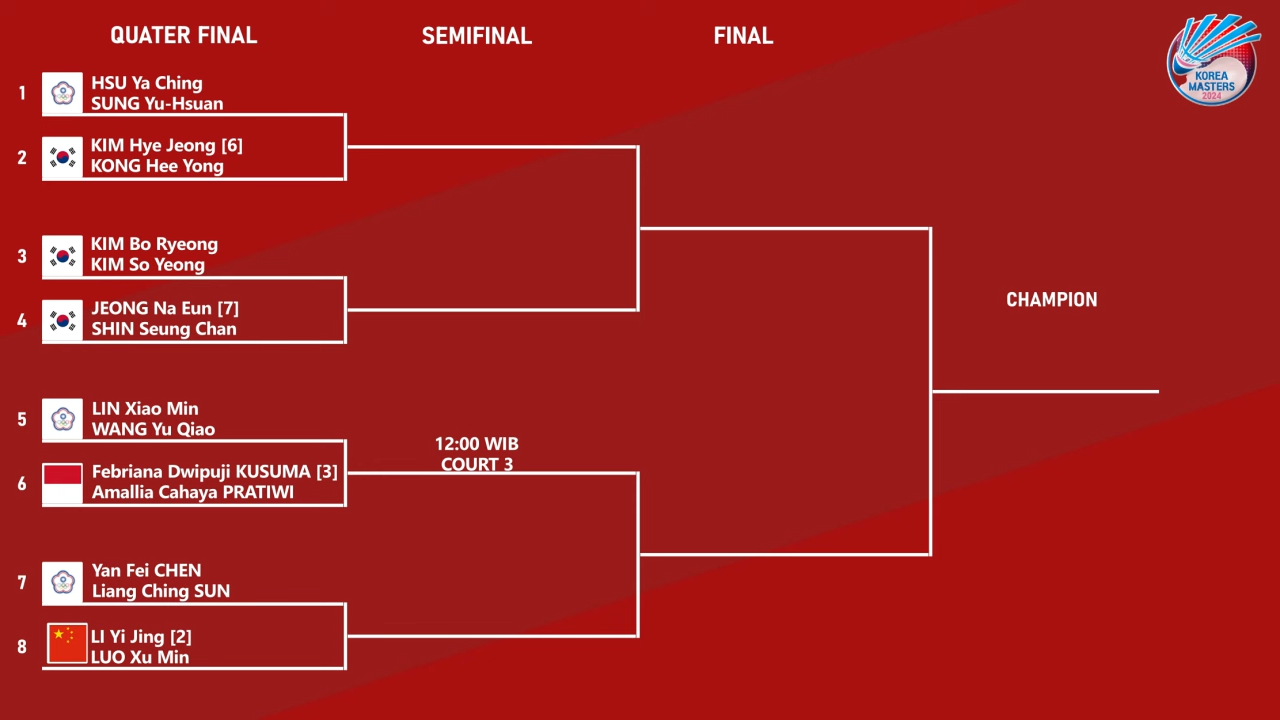 QUATER FINAL
SEMIFINAL
FINAL
KOREA
MASTERS
2024
1
HSU Ya Ching
SUNG Yu-Hsuan
2
KIM Hye Jeong [6]
KONG Hee Yong
3
KIM Bo Ryeong
KIM So Yeong
4
JEONG Na Eun [7]
SHIN Seung Chan
CHAMPION
5
LIN Xiao Min
WANG Yu Qiao
12:00 WIB
COURT 3
6
Febriana Dwipuji KUSUMA [3]
Amallia Cahaya PRATIWI
7
Yan Fei CHEN
Liang Ching SUN
8
LI Yi Jing [2]
LUO Xu Min